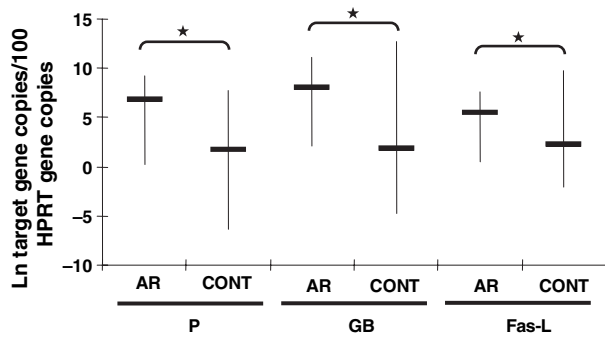 Ln target gene copies/100
HPRT gene copies
15
10
5
0
–5
–10
★
★
★
AR
CONT
AR
CONT
AR
CONT
P
GB
Fas-L